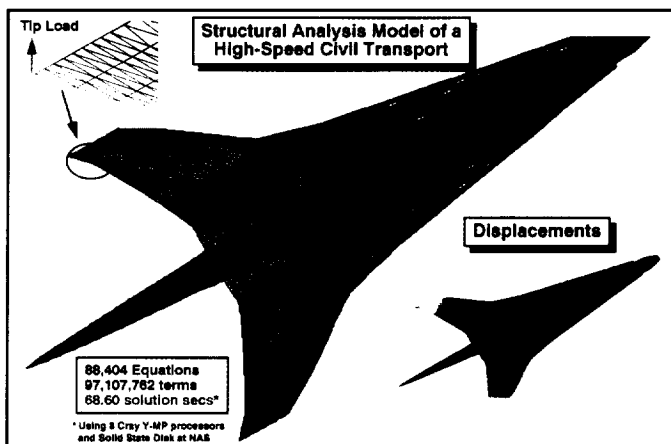 Tip Load
Structural Analysis Model of a
High-Speed Civil Transport
Displacements
88,404 Equations
97,107,762 terms
68.60 solution secs*
* Using 8 Cray Y-MP processors
and Solid State Disk at NAS